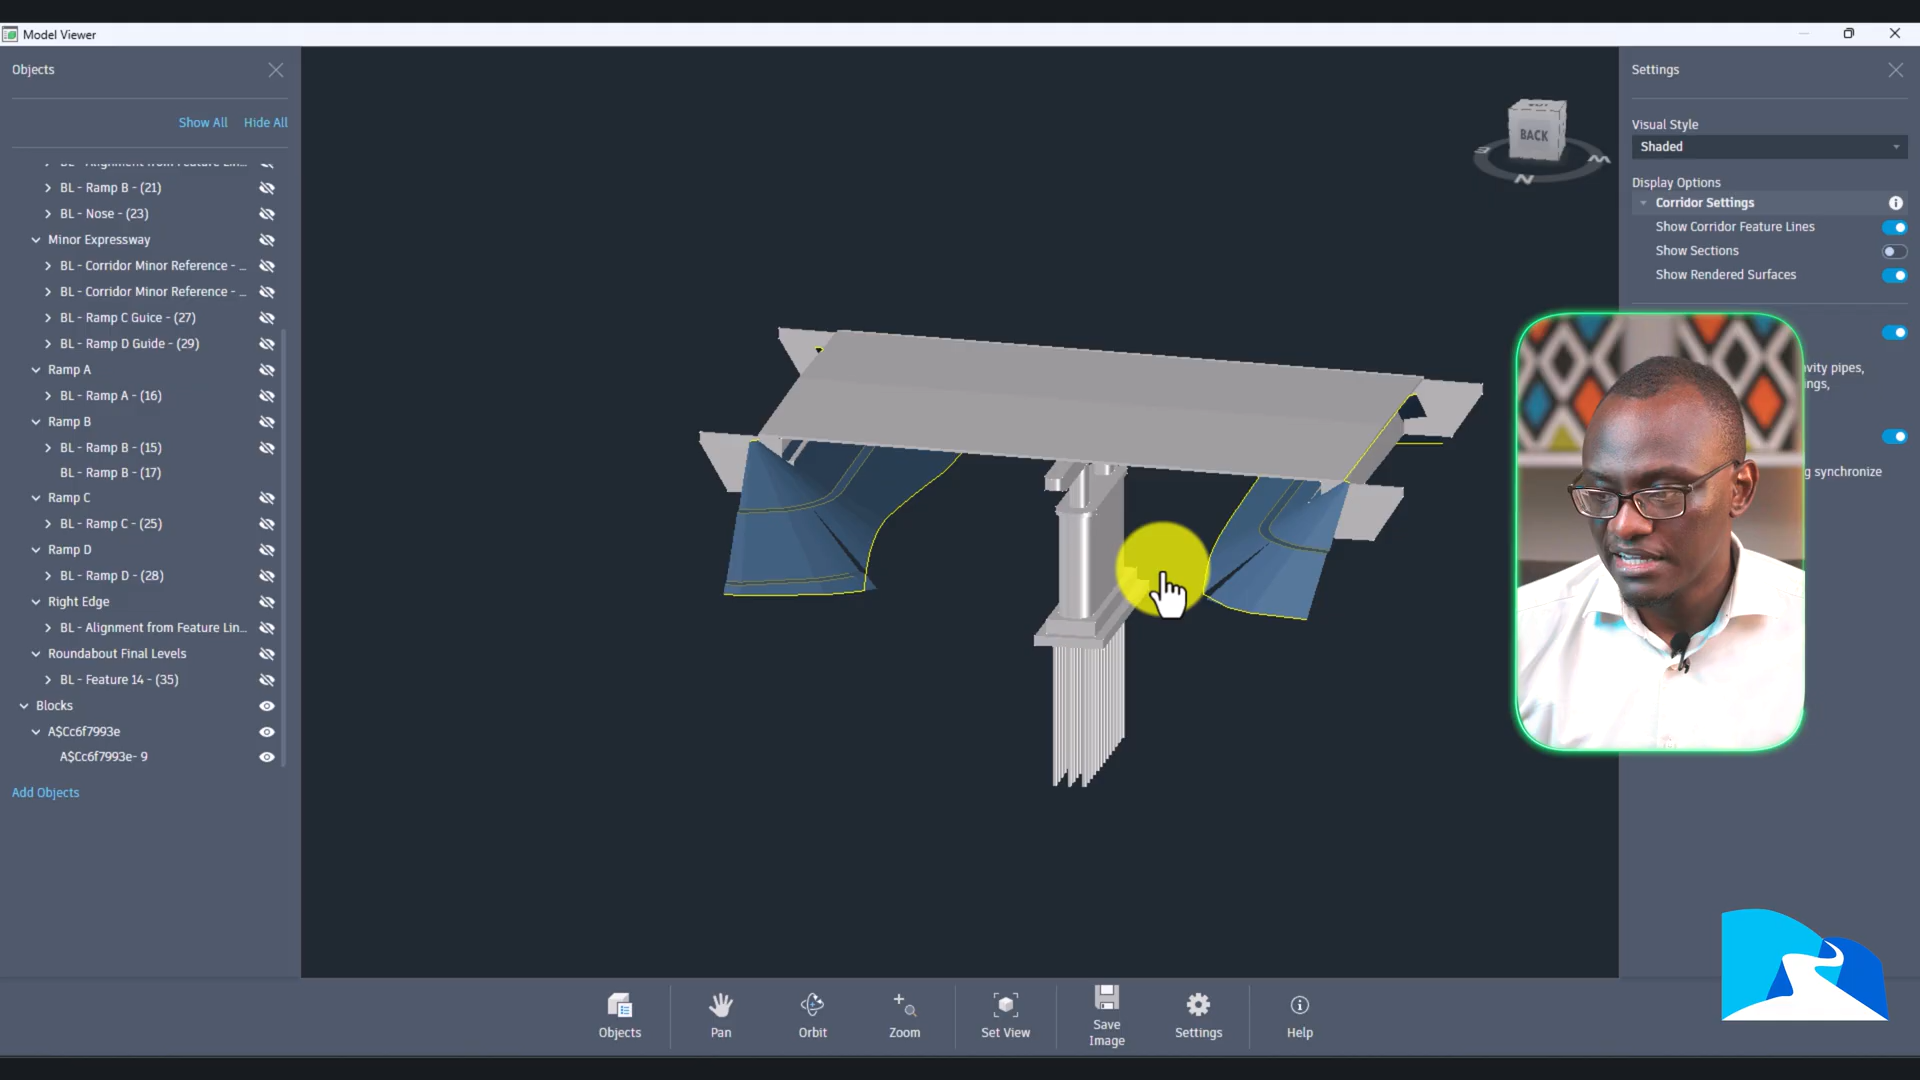 Model Viewer
Objects
Show All Hide All
BL - Alignment from Feature Lin...
BL - Ramp B - (21)
BL - Nose - (23)
Minor Expressway
BL - Corridor Minor Reference - ...
BL - Corridor Minor Reference - ...
BL - Ramp C Guice - (27)
BL - Ramp D Guide - (29)
Ramp A
BL - Ramp A - (16)
Ramp B
BL - Ramp B - (15)
BL - Ramp B - (17)
Ramp C
BL - Ramp C - (25)
Ramp D
BL - Ramp D - (28)
Right Edge
BL - Alignment from Feature Lin...
Roundabout Final Levels
BL - Feature 14 - (35)
Blocks
A$Cc6f7993e
A$Cc6f7993e- 9
Add Objects
BACK
N
Settings
Visual Style
Shaded
Display Options
Corridor Settings
Show Corridor Feature Lines
Show Sections
Show Rendered Surfaces
vity pipes,
ngs,
g synchronize
Objects
Pan
Orbit
Zoom
Set View
Save
Image
Settings
Help